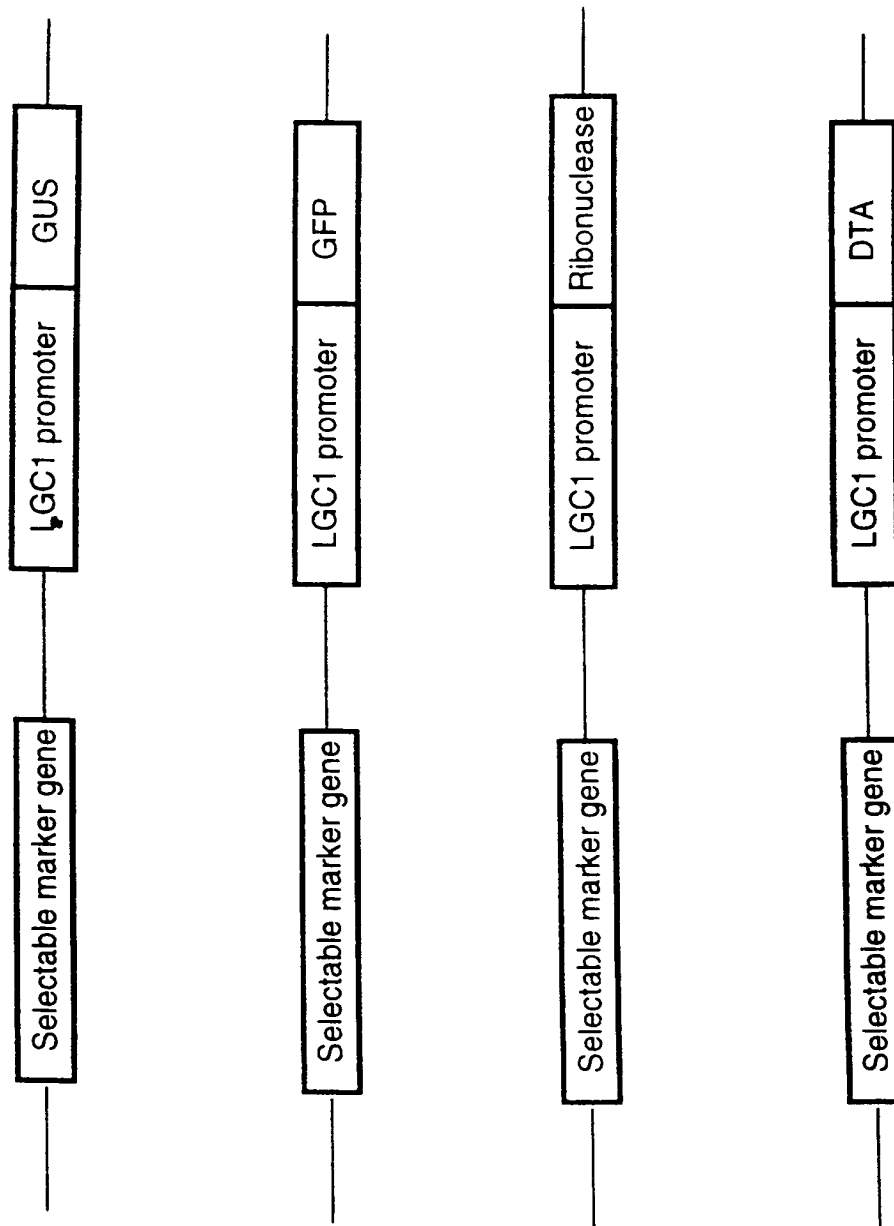 Selectable marker gene
LGC1 promoter
GUS
Selectable marker gene
LGC1 promoter
GFP
Selectable marker gene
LGC1 promoter
Ribonuclease
Selectable marker gene
LGC1 promoter
DTA